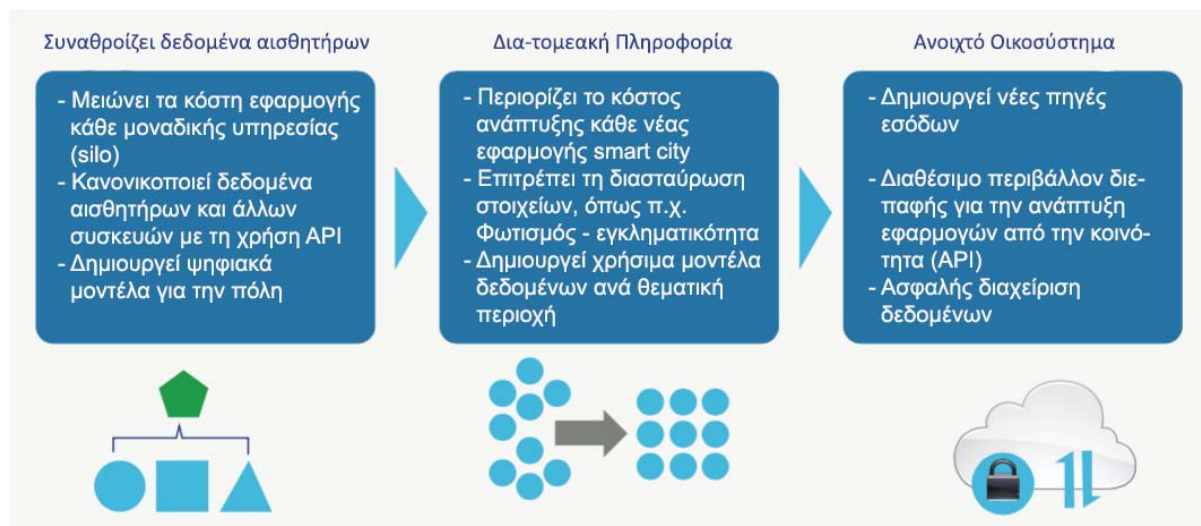 Συναθροίζει δεδομένα αισθητήρων
- Μειώνει τα κόστη εφαρμογής
κάθε μοναδικής υπηρεσίας
(silo)
- Κανονικοποιεί δεδομένα
αισθητήρων και άλλων
συσκευών με τη χρήση API
- Δημιουργεί ψηφιακά
μοντέλα για την πόλη
Δια-τομεακή Πληροφορία
- Περιορίζει το κόστος
ανάπτυξης κάθε νέας
εφαρμογής smart city
- Επιτρέπει τη διασταύρωση
στοιχείων, όπως π.χ.
Φωτισμός - εγκληματικότητα
- Δημιουργεί χρήσιμα μοντέλα
δεδομένων ανά θεματική
περιοχή
Ανοιχτό Οικοσύστημα
- Δημιουργεί νέες πηγές
εσόδων
- Διαθέσιμο περιβάλλον διε-
παφής για την ανάπτυξη
εφαρμογών από την κοινό-
τητα (API)
- Ασφαλής διαχείριση
δεδομένων